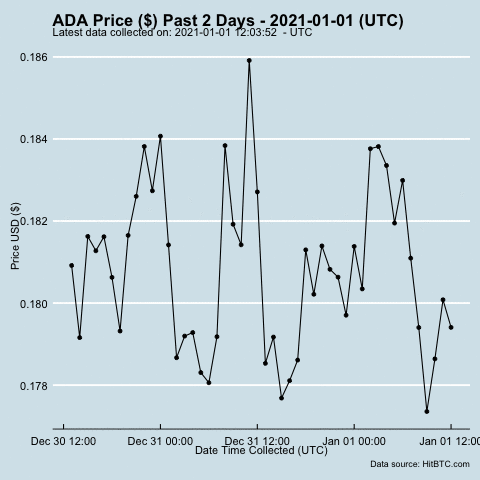 ADA Price ($) Past 2 Days - 2021-01-01 (UTC)
Latest data collected on: 2021-01-01 12:03:52 - UTC
0.186
0.184
0.182
0.180
0.178
Price USD ($)
Dec 30 12:00 Dec 31 00:00 Dec 31 12:00 Jan 01 00:00 Jan 01 12:00
Date Time Collected (UTC)
Data source: HitBTC.com